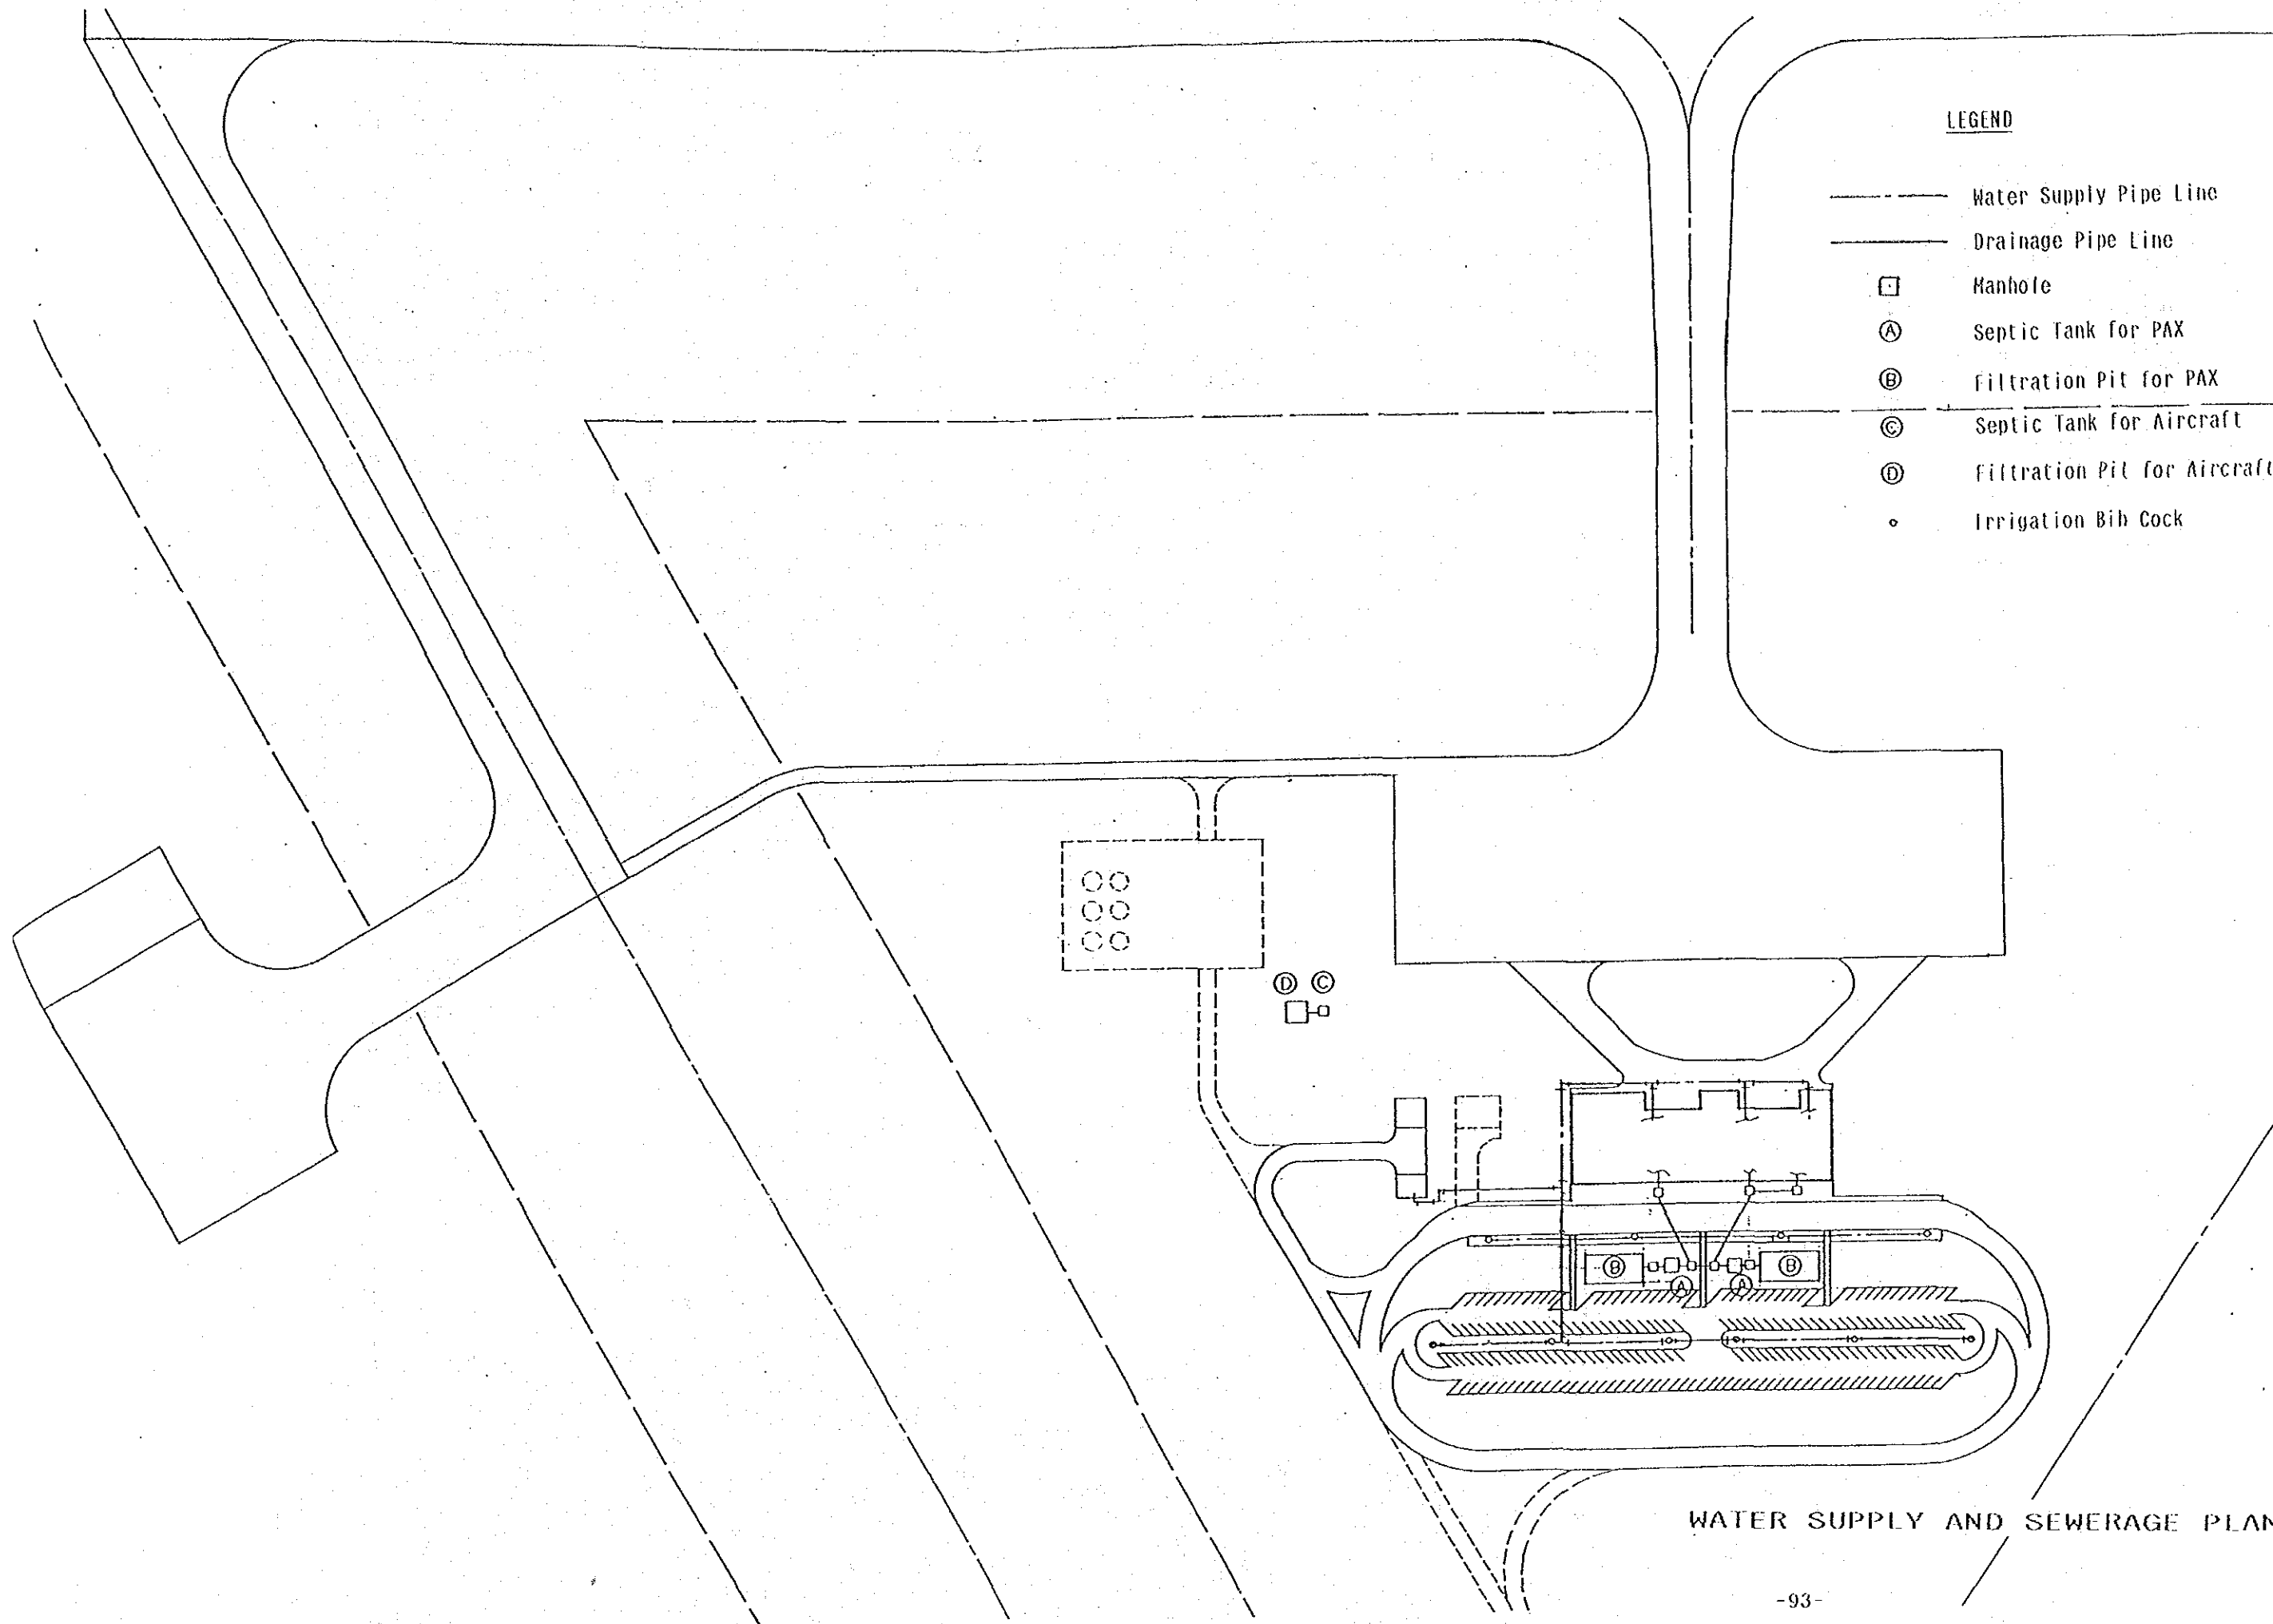 LEGEND
Water Supply Pipe Line
Drainage Pipe Line
Manhole
Ⓐ Septic Tank for PAX
Ⓑ Filtration Pit for PAX
Ⓒ Septic Tank for Aircraft
Ⓓ Filtration Pit for Aircraft
Irrigation Bib Cock
Ⓓ Ⓒ
Ⓑ Ⓑ
Ⓐ Ⓐ
WATER SUPPLY AND SEWERAGE PLAN
-93-